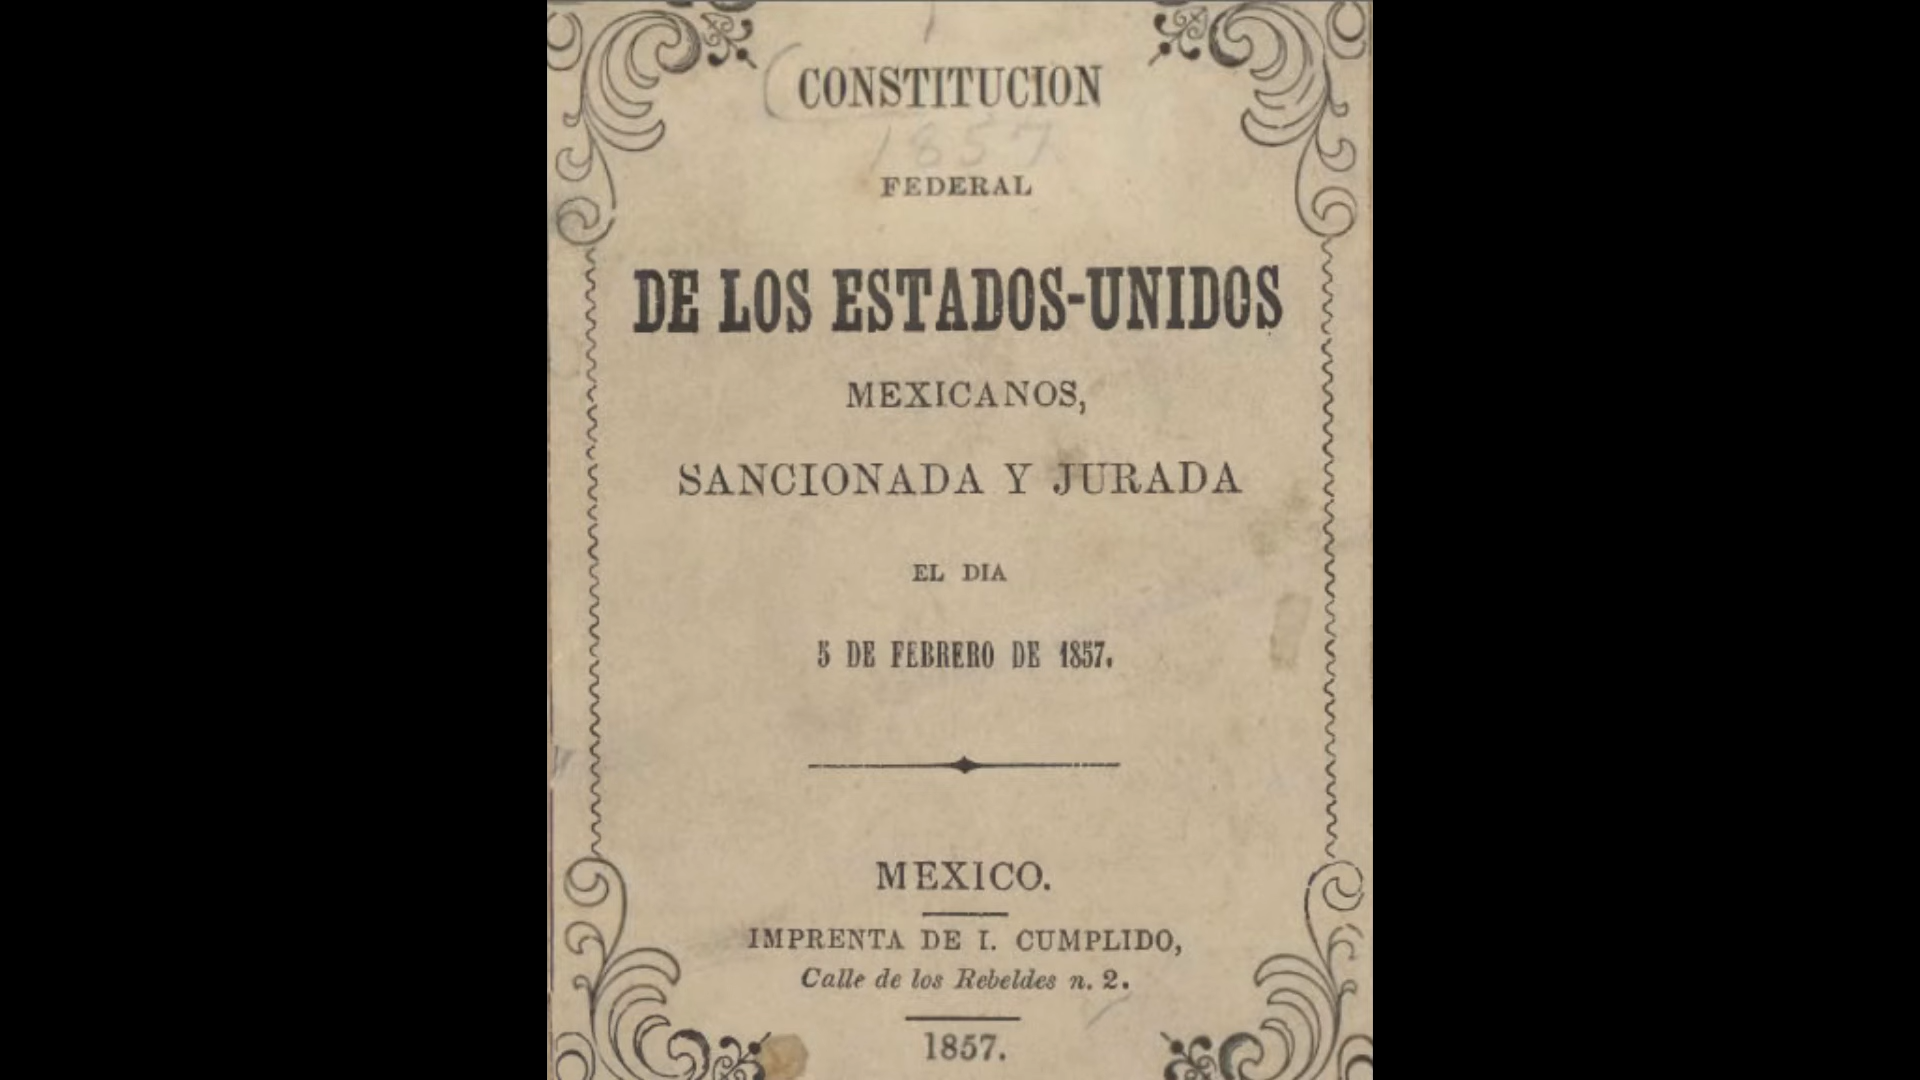 CONSTITUCION
1857
FEDERAL
DE LOS ESTADOS-UNIDOS
MEXICANOS,
SANCIONADA Y JURADA
EL DIA
5 DE FEBRERO DE 1857.
MEXICO.
IMPRENTA DE I. CUMPLIDO,
Calle de los Rebeldes n. 2.
1857.